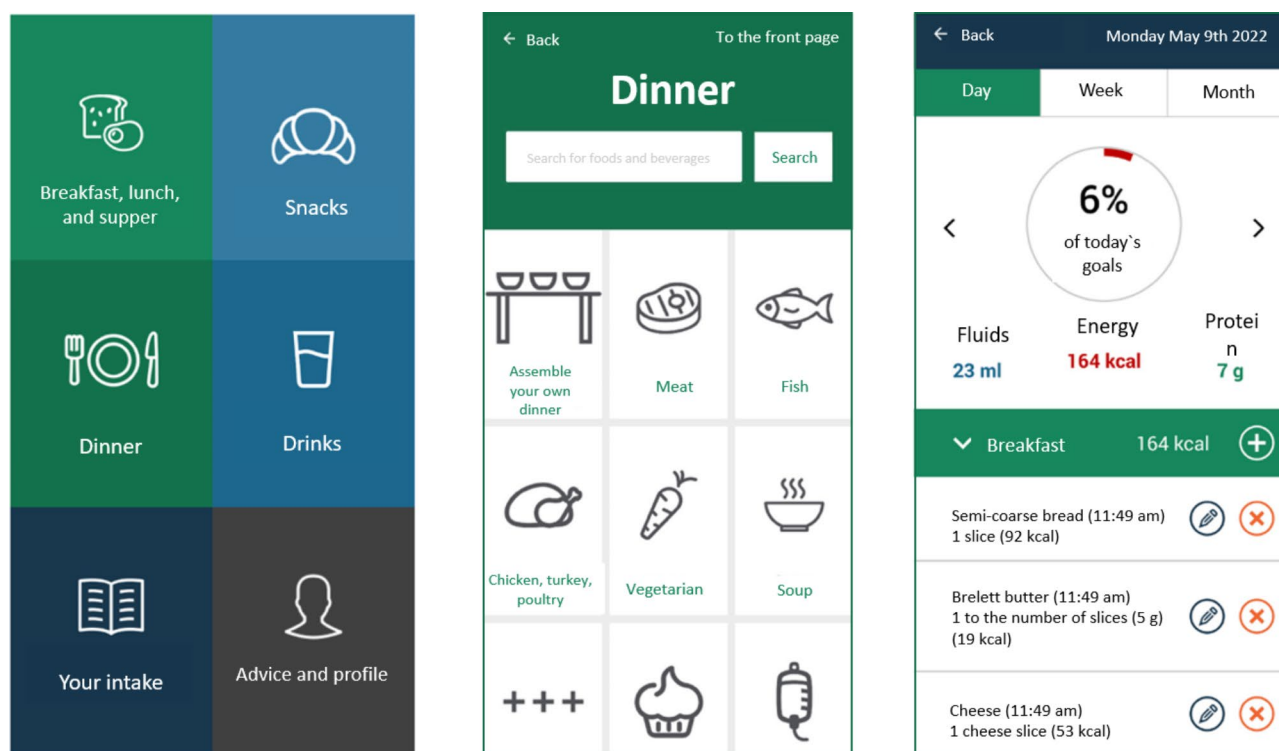 Breakfast, lunch,
and supper
Snacks
Dinner
Drinks
Your intake
Advice and profile
← Back
To the front page
Dinner
Search for foods and beverages
Search
Assemble
your own
dinner
Meat
Fish
Chicken, turkey,
poultry
Vegetarian
Soup
+++
← Back
Monday May 9th 2022
Day
Week
Month
6%
of today`s
goals
Fluids
23 ml
Energy
164 kcal
Protei
n
7 g
Breakfast
164 kcal
Semi-coarse bread (11:49 am)
1 slice (92 kcal)
Brelett butter (11:49 am)
1 to the number of slices (5 g)
(19 kcal)
Cheese (11:49 am)
1 cheese slice (53 kcal)